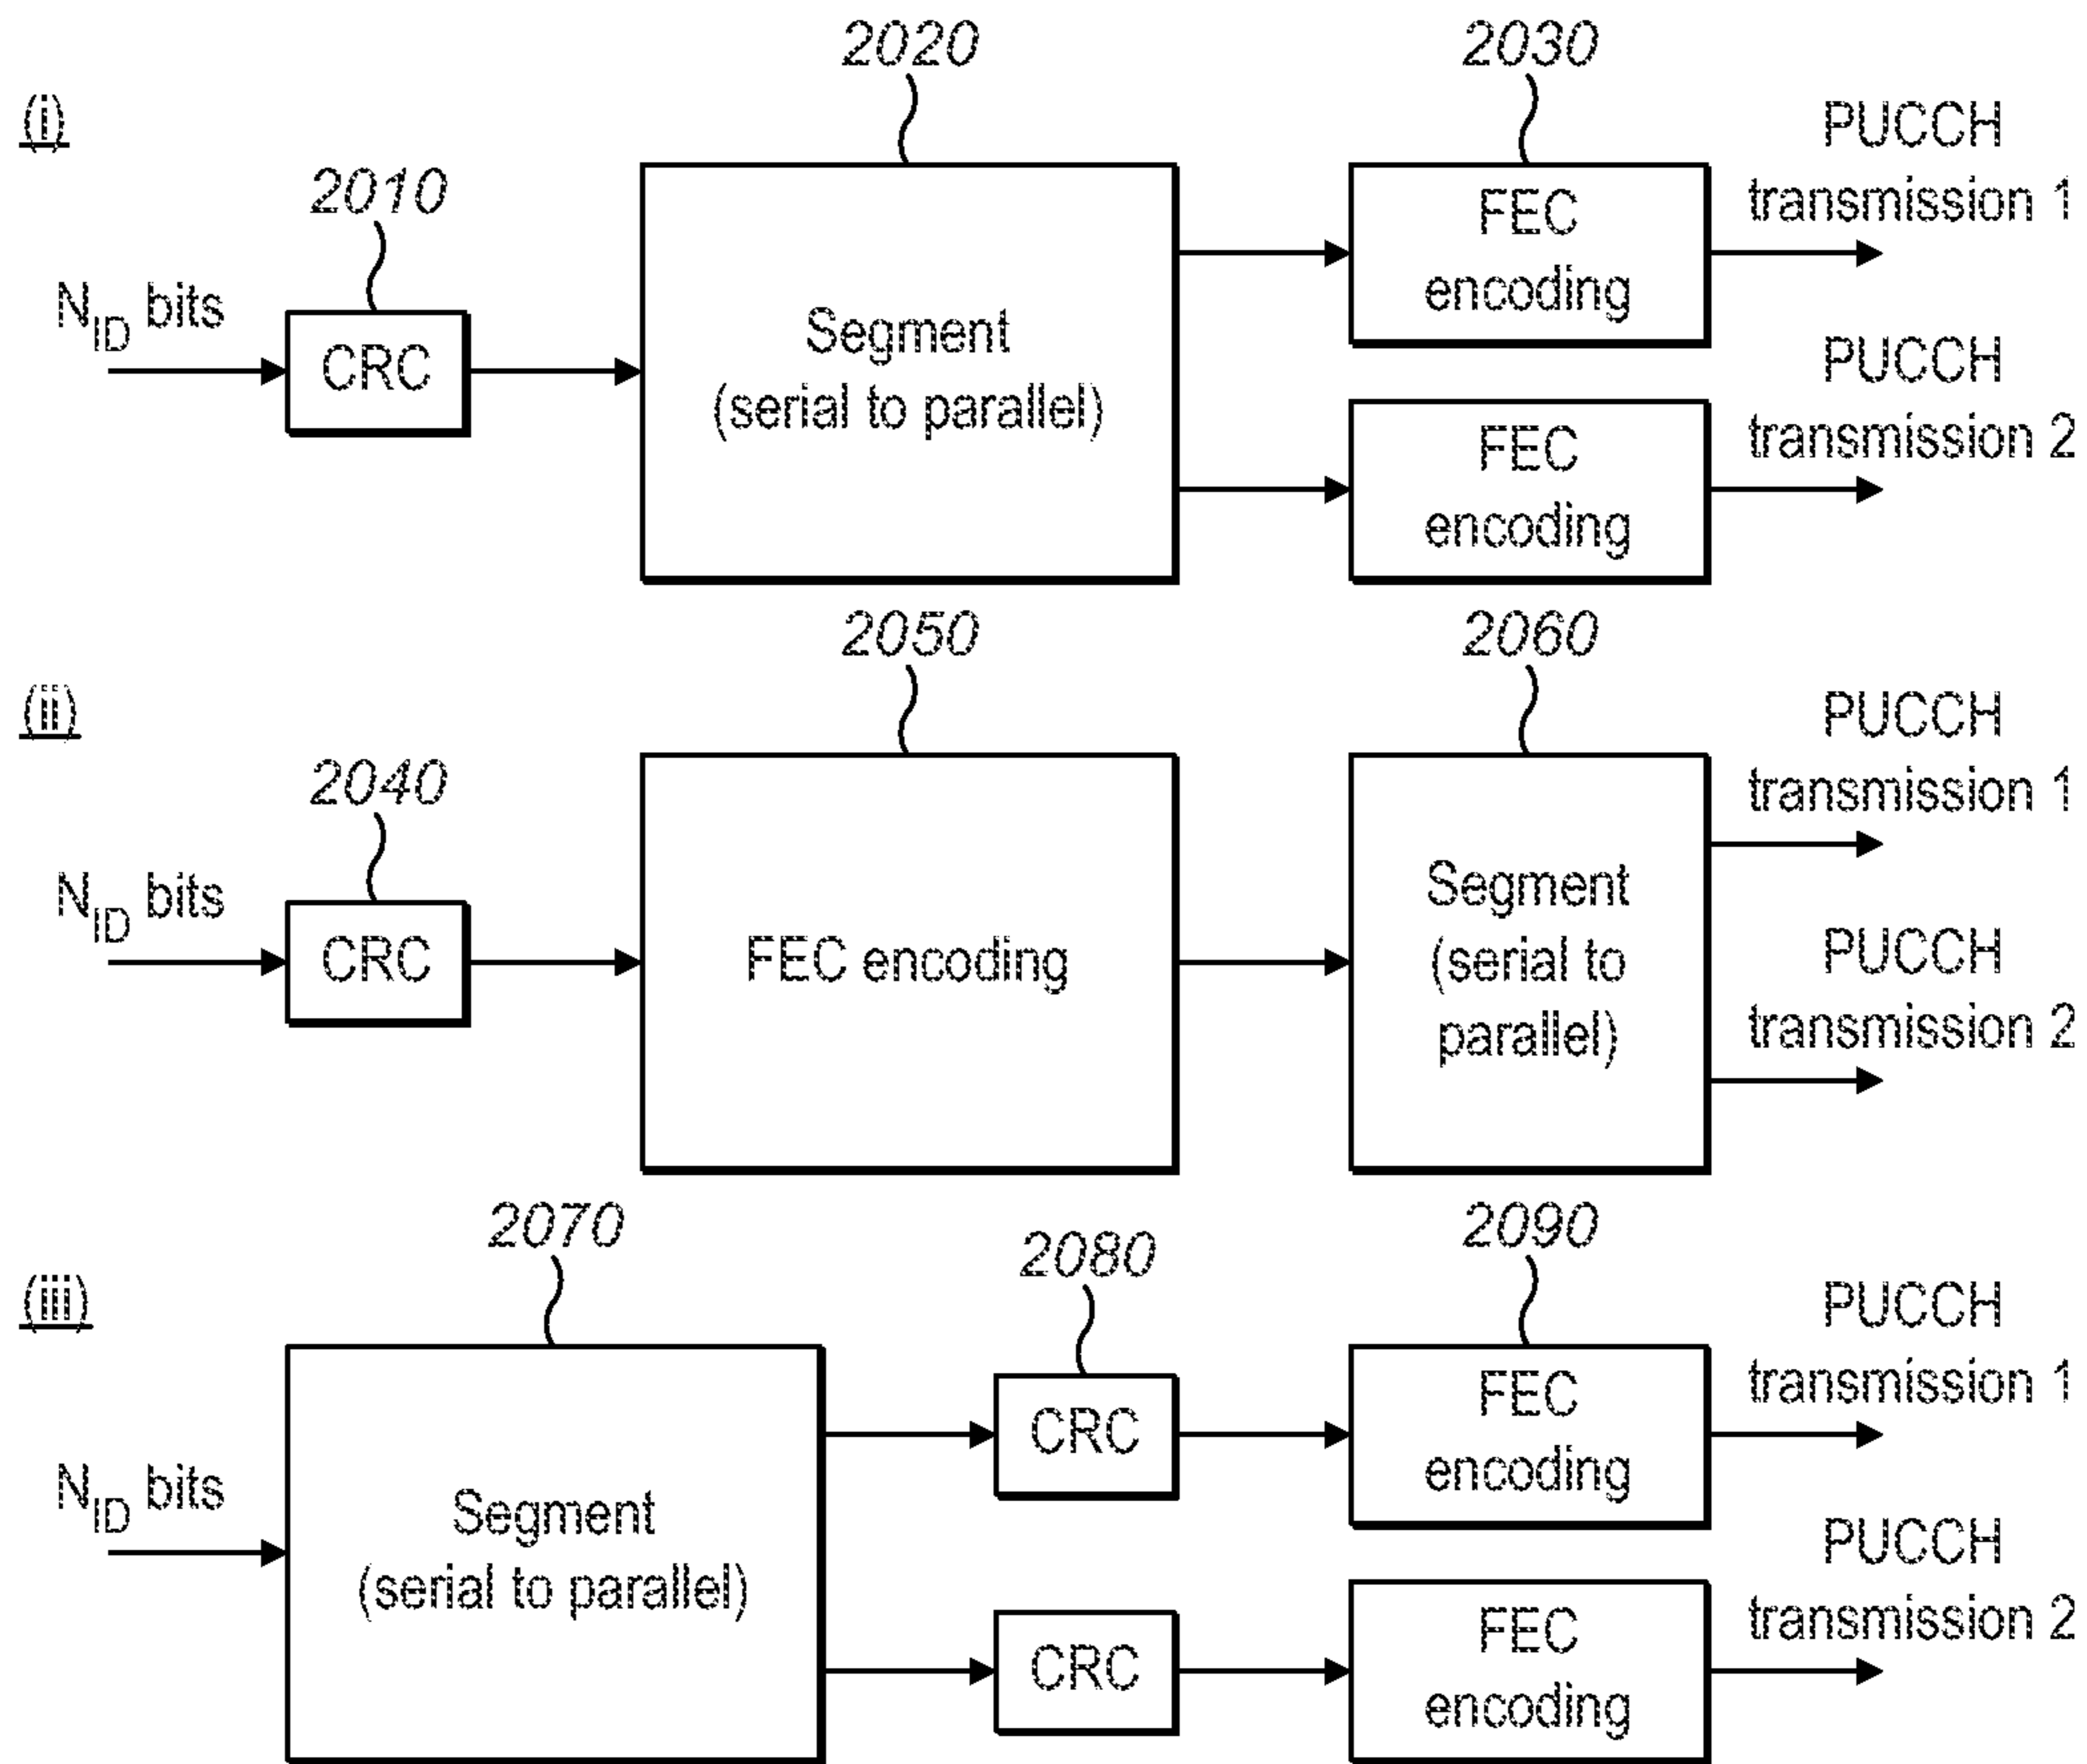 (i)
2010
2020
2030
N_ID bits
CRC
Segment
(serial to parallel)
FEC
encoding
FEC
encoding
PUCCH
transmission 1
PUCCH
transmission 2
(ii)
2040
2050
2060
N_ID bits
CRC
FEC encoding
Segment
(serial to
parallel)
PUCCH
transmission 1
PUCCH
transmission 2
(iii)
2070
2080
2090
N_ID bits
Segment
(serial to parallel)
CRC
CRC
FEC
encoding
FEC
encoding
PUCCH
transmission 1
PUCCH
transmission 2